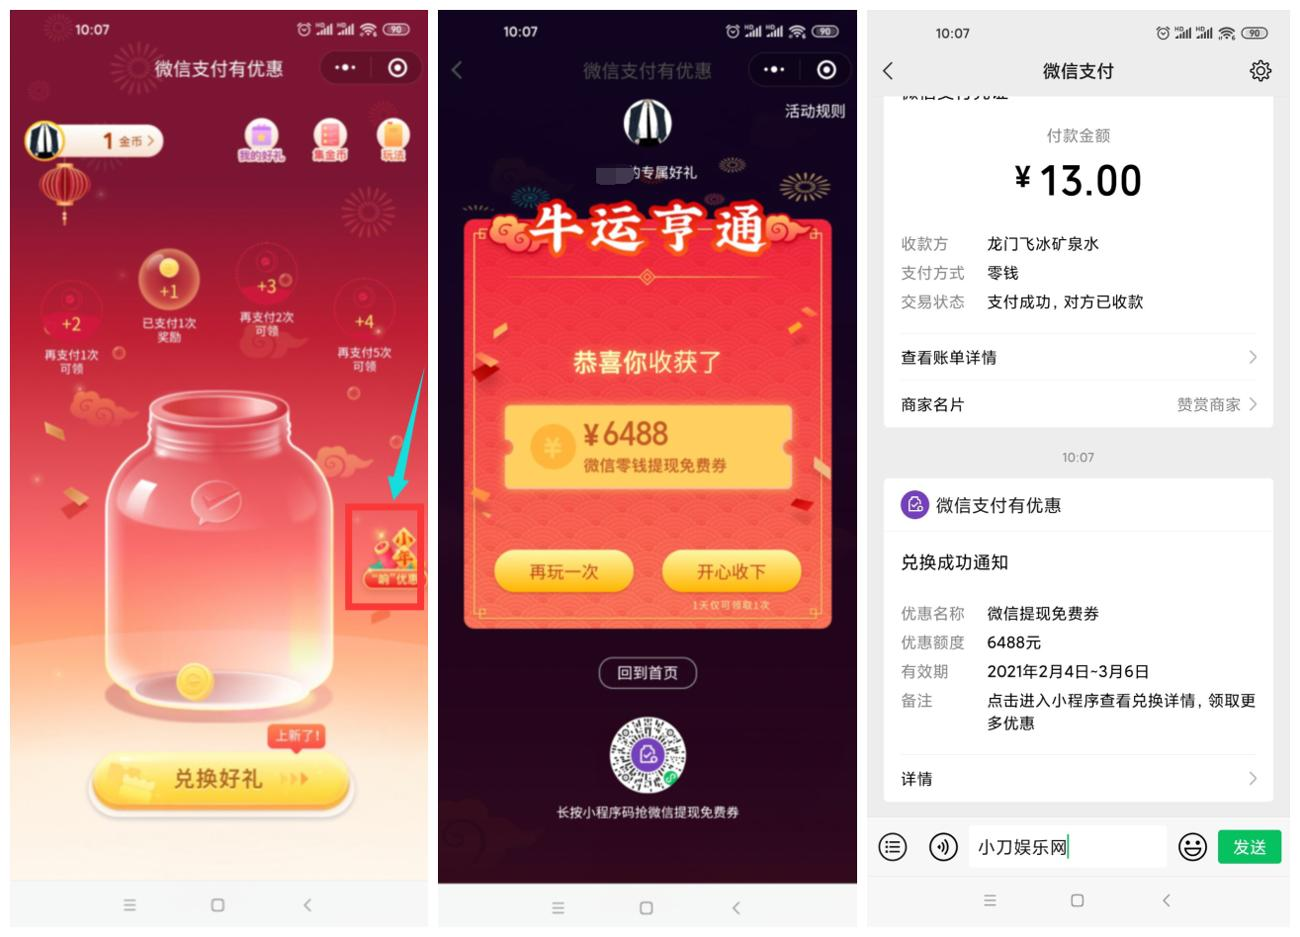 10:07
90
微信支付有优惠
1 金币
我的好礼
集金币
玩法
+1
已支付1次
奖励
+3
再支付2次
可领
+2
再支付1次
可领
+4
再支付5次
可领
小年
"响"优惠
上新了!
兑换好礼
10:07
90
微信支付有优惠
活动规则
的专属好礼
牛运亨通
恭喜你收获了
¥6488
微信零钱提现免费券
再玩一次
开心收下
1天仅可领取1次
回到首页
长按小程序码抢微信提现免费券
10:07
90
微信支付
微信支付凭证
付款金额
¥13.00
收款方 龙门飞冰矿泉水
支付方式 零钱
交易状态 支付成功，对方已收款
查看账单详情
商家名片 赞赏商家
10:07
微信支付有优惠
兑换成功通知
优惠名称 微信提现免费券
优惠额度 6488元
有效期 2021年2月4日~3月6日
备注 点击进入小程序查看兑换详情，领取更
多优惠
详情
小刀娱乐网
发送